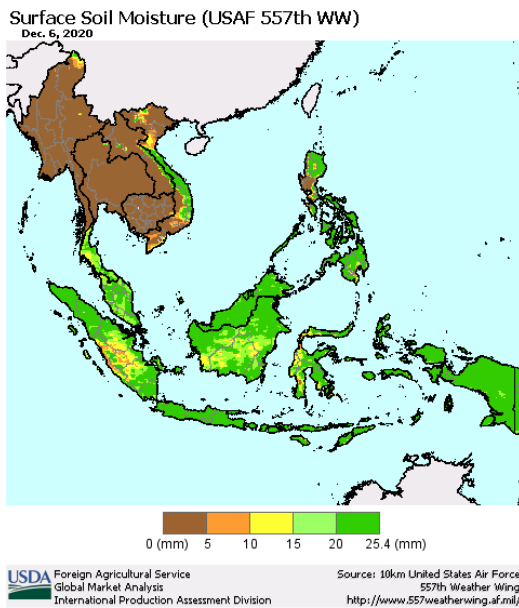 Surface Soil Moisture (USAF 557th WW)
Dec. 6, 2020
0 (mm) 5 10 15 20 25.4 (mm)
USDA Foreign Agricultural Service
Global Market Analysis
International Production Assessment Division
Source: 10km United States Air Force
557th Weather Wing
http://www.557weatherwing.af.mil/